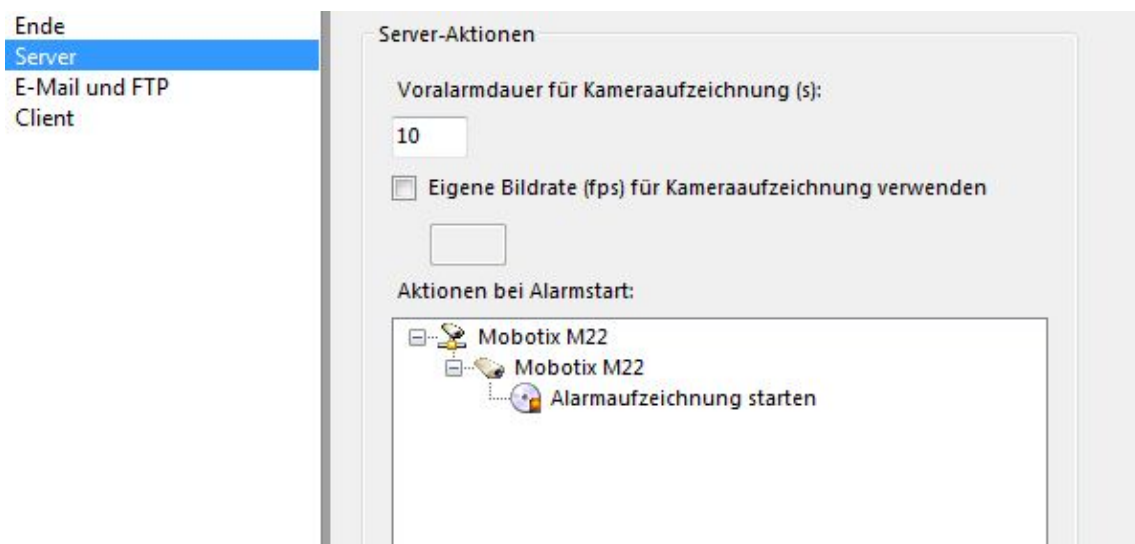 Ende
Server
E-Mail und FTP
Client
Server-Aktionen
Voralarmdauer für Kameraaufzeichnung (s):
10
Eigene Bildrate (fps) für Kameraaufzeichnung verwenden
Aktionen bei Alarmstart:
Mobotix M22
Mobotix M22
Alarmaufzeichnung starten